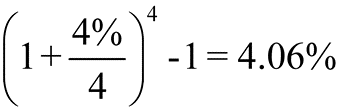 (1+4%/4)^4 -1 = 4.06%